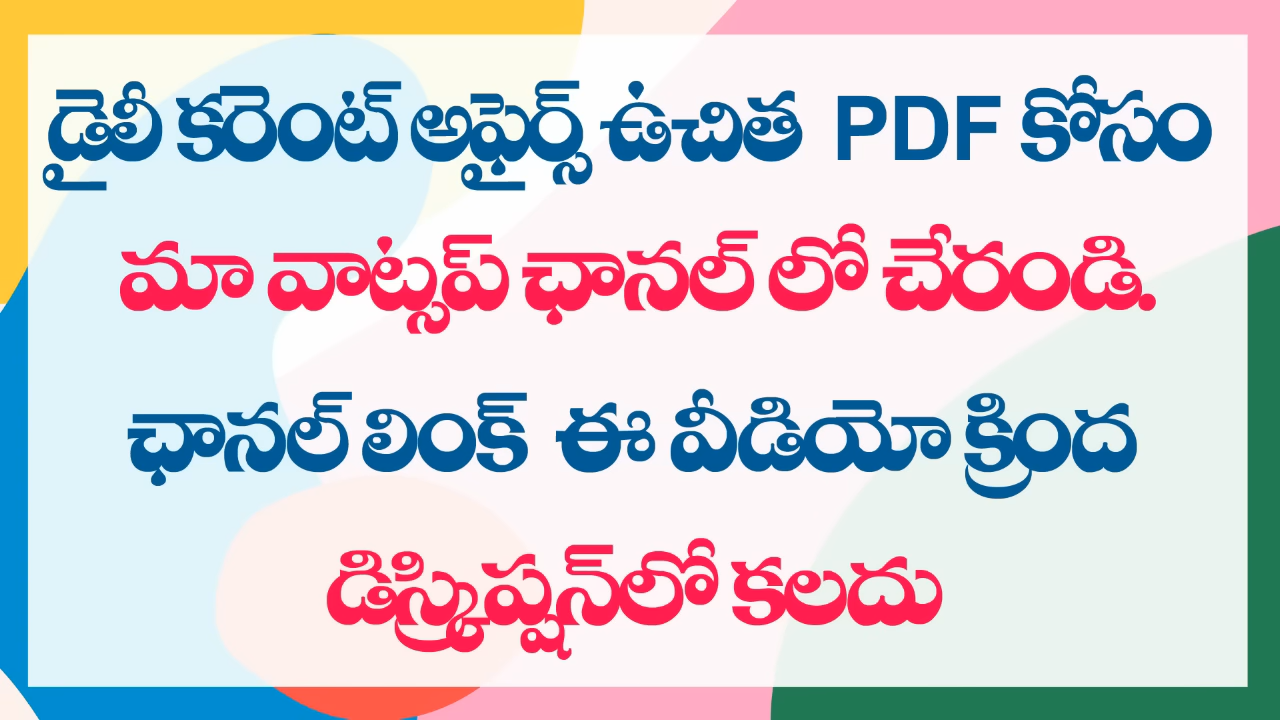 డైలీ కరెంట్ అఫైర్స్ ఉచిత PDF కోసం
మా వాట్సప్ ఛానల్ లో చేరండి.
ఛానల్ లింక్ ఈ వీడియో క్రింద
డిస్క్రిప్షన్‌లో కలదు